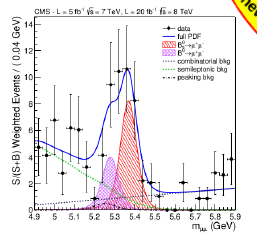 CMS - L = 5 fb⁻¹ √s = 7 TeV, L = 20 fb⁻¹ √s = 8 TeV
S/(S+B) Weighted Events / ( 0.04 GeV)
14
12
10
8
6
4
2
0
data
full PDF
B⁰ₛ→μ⁺μ⁻
B⁰→μ⁺μ⁻
combinatorial bkg
semileptonic bkg
peaking bkg
4.9 5 5.1 5.2 5.3 5.4 5.5 5.6 5.7 5.8 5.9
mμμ (GeV)